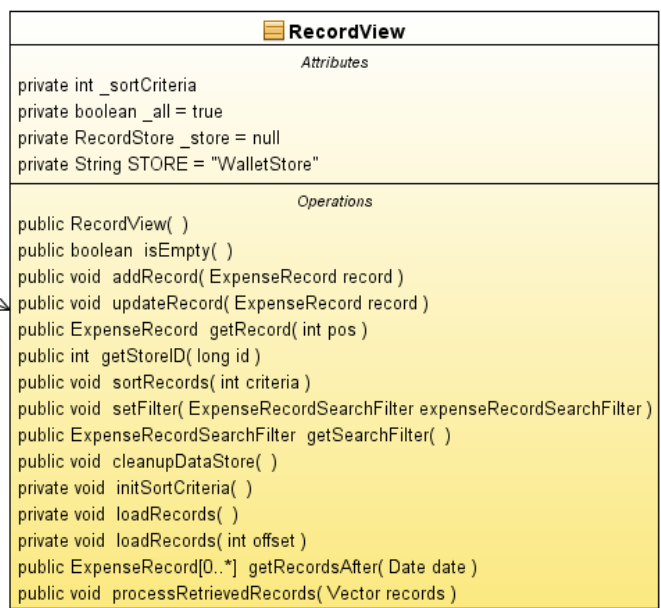 RecordView
Attributes
private int _sortCriteria
private boolean _all = true
private RecordStore _store = null
private String STORE = "WalletStore"
Operations
public RecordView( )
public boolean isEmpty( )
public void addRecord( ExpenseRecord record )
public void updateRecord( ExpenseRecord record )
public ExpenseRecord getRecord( int pos )
public int getStoreID( long id )
public void sortRecords( int criteria )
public void setFilter( ExpenseRecordSearchFilter expenseRecordSearchFilter )
public ExpenseRecordSearchFilter getSearchFilter( )
public void cleanupDataStore( )
private void initSortCriteria( )
private void loadRecords( )
private void loadRecords( int offset )
public ExpenseRecord[0..*] getRecordsAfter( Date date )
public void processRetrievedRecords( Vector records )